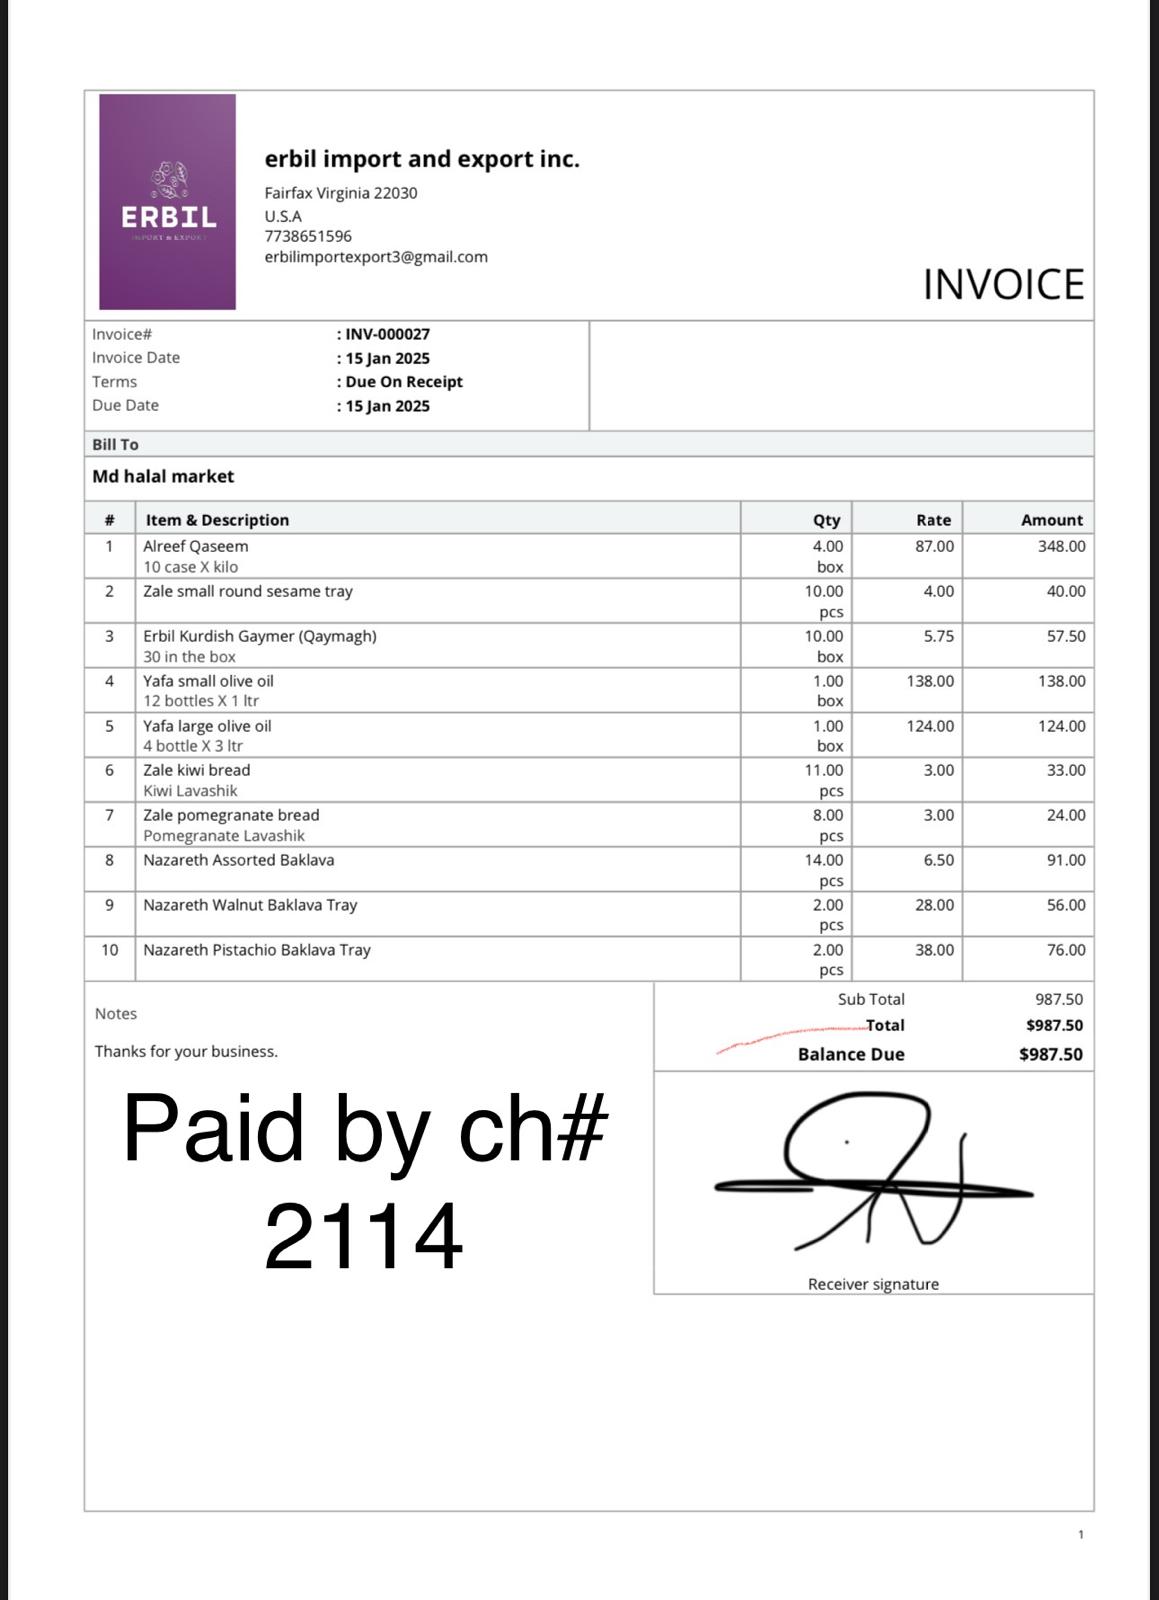 ERBIL
IMPORT & EXPORT
erbil import and export inc.
Fairfax Virginia 22030
U.S.A
7738651596
erbilimportexport3@gmail.com
INVOICE
Invoice# : INV-000027
Invoice Date : 15 Jan 2025
Terms : Due On Receipt
Due Date : 15 Jan 2025
Bill To
Md halal market
# Item & Description Qty Rate Amount
1 Alreef Qaseem 4.00 87.00 348.00
10 case X kilo box
2 Zale small round sesame tray 10.00 4.00 40.00
pcs
3 Erbil Kurdish Gaymer (Qaymagh) 10.00 5.75 57.50
30 in the box box
4 Yafa small olive oil 1.00 138.00 138.00
12 bottles X 1 ltr box
5 Yafa large olive oil 1.00 124.00 124.00
4 bottle X 3 ltr box
6 Zale kiwi bread 11.00 3.00 33.00
Kiwi Lavashik pcs
7 Zale pomegranate bread 8.00 3.00 24.00
Pomegranate Lavashik pcs
8 Nazareth Assorted Baklava 14.00 6.50 91.00
pcs
9 Nazareth Walnut Baklava Tray 2.00 28.00 56.00
pcs
10 Nazareth Pistachio Baklava Tray 2.00 38.00 76.00
pcs
Sub Total 987.50
Total $987.50
Balance Due $987.50
Notes
Thanks for your business.
Paid by ch#
2114
Receiver signature
1